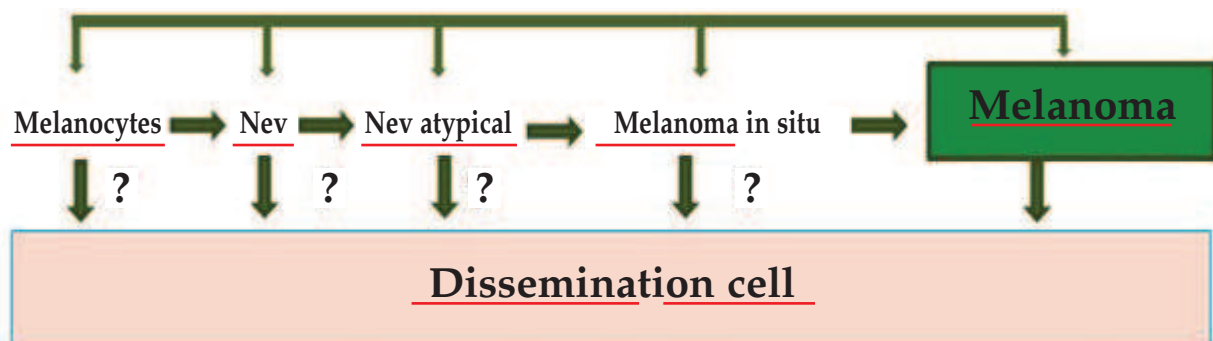 Melanoma
Melanocytes Nev Nev atypical Melanoma in situ
? ? ? ?
Dissemination cell